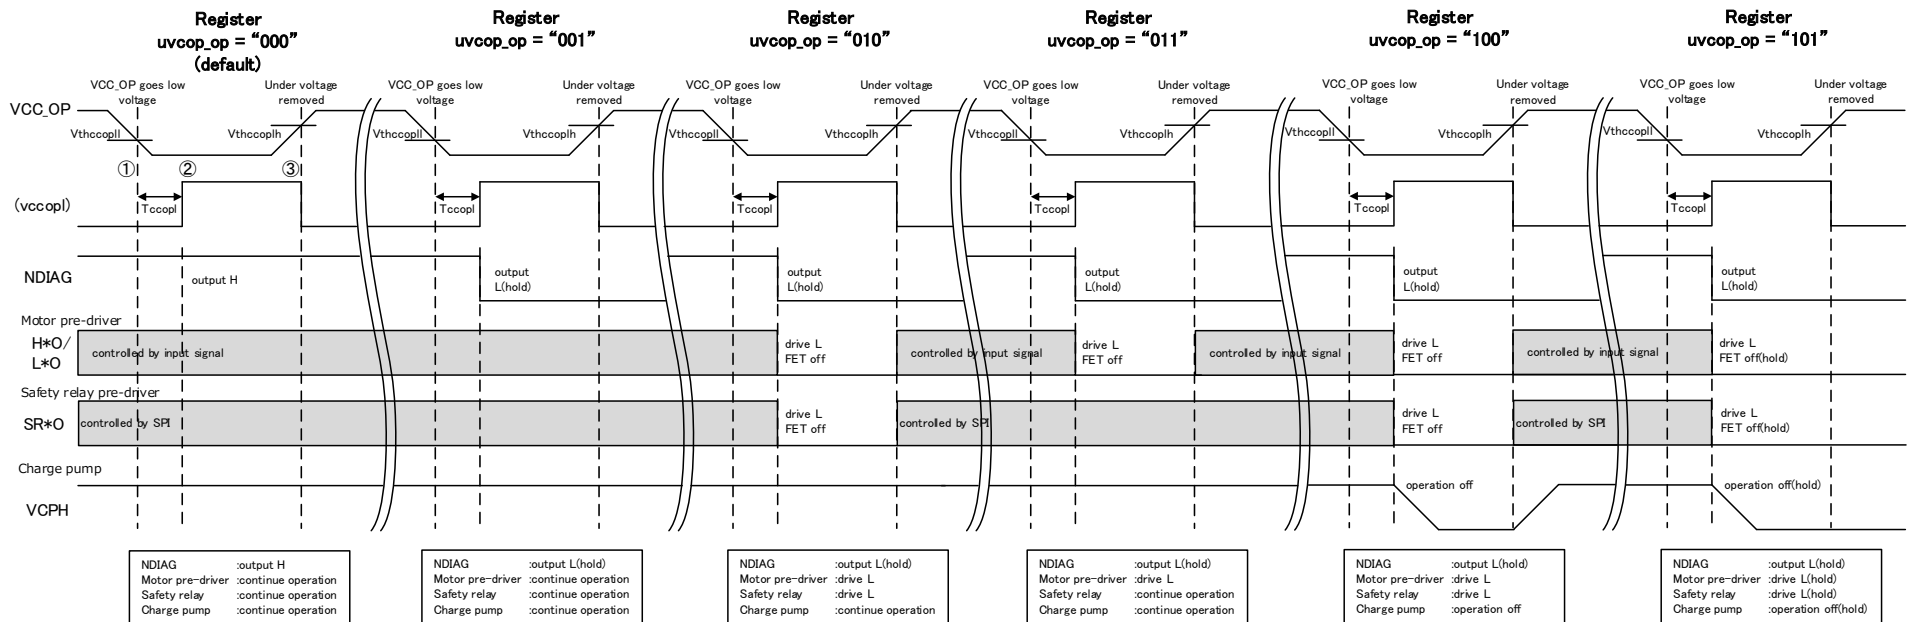 Register
uvcop_op = “000”
(default)
Register
uvcop_op = “001”
Register
uvcop_op = “010”
Register
uvcop_op = “011”
Register
uvcop_op = “100”
Register
uvcop_op = “101”
VCC_OP goes low
voltage
Under voltage
removed
VCC_OP goes low
voltage
Under voltage
removed
VCC_OP goes low
voltage
Under voltage
removed
VCC_OP goes low
voltage
Under voltage
removed
VCC_OP goes low
voltage
Under voltage
removed
VCC_OP goes low
voltage
Under voltage
removed
VCC_OP
Vthccopll
Vthccoplh
Vthccopll
Vthccoplh
Vthccopll
Vthccoplh
Vthccopll
Vthccoplh
Vthccopll
Vthccoplh
Vthccopll
Vthccoplh
① ② ③
(vccopl)
Tccopl
Tccopl
Tccopl
Tccopl
Tccopl
Tccopl
NDIAG
output H
output
L(hold)
output
L(hold)
output
L(hold)
output
L(hold)
output
L(hold)
Motor pre-driver
H*O/
L*O
controlled by input signal
drive L
FET off
controlled by input signal
drive L
FET off
controlled by input signal
drive L
FET off
controlled by input signal
drive L
FET off(hold)
Safety relay pre-driver
SR*O
controlled by SPI
drive L
FET off
controlled by SPI
drive L
FET off
controlled by SPI
drive L
FET off(hold)
Charge pump
VCPH
operation off
operation off(hold)
NDIAG :output H
Motor pre-driver :continue operation
Safety relay :continue operation
Charge pump :continue operation
NDIAG :output L(hold)
Motor pre-driver :continue operation
Safety relay :continue operation
Charge pump :continue operation
NDIAG :output L(hold)
Motor pre-driver :drive L
Safety relay :drive L
Charge pump :continue operation
NDIAG :output L(hold)
Motor pre-driver :drive L
Safety relay :continue operation
Charge pump :continue operation
NDIAG :output L(hold)
Motor pre-driver :drive L
Safety relay :drive L
Charge pump :operation off
NDIAG :output L(hold)
Motor pre-driver :drive L(hold)
Safety relay :drive L(hold)
Charge pump :operation off(hold)